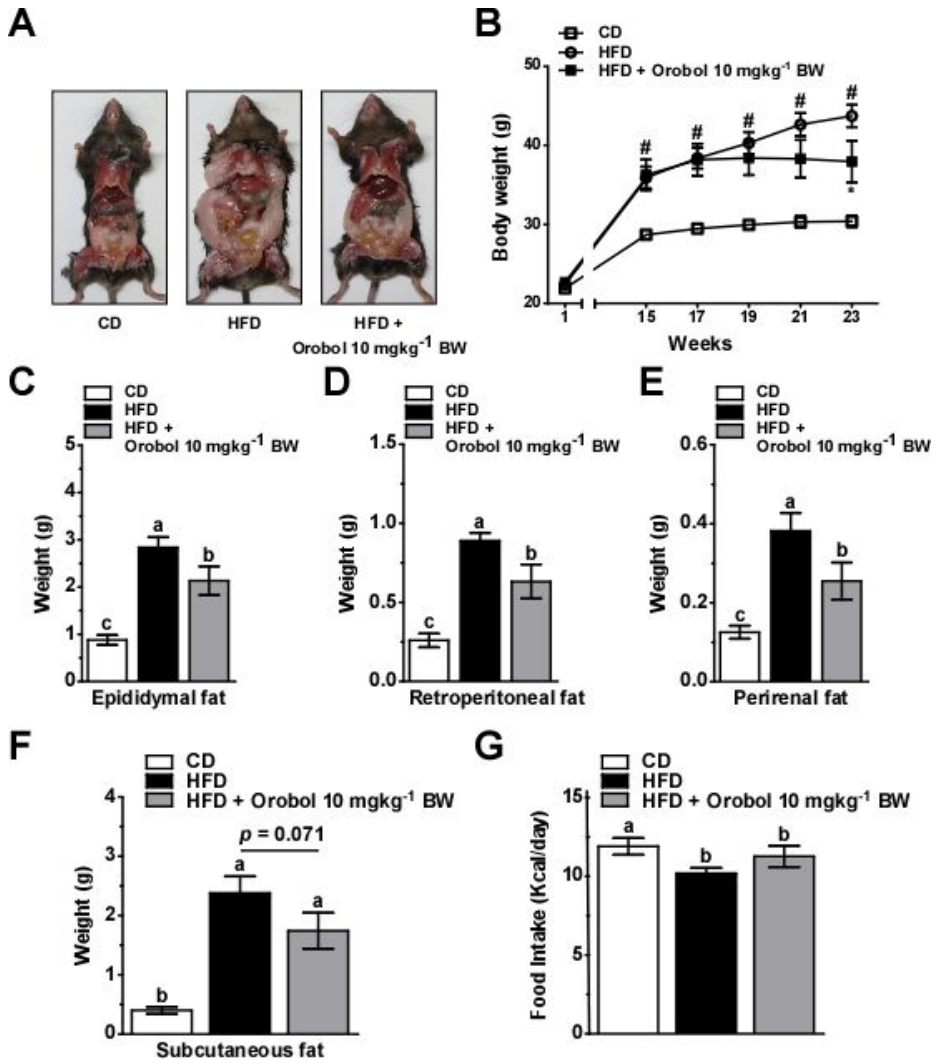 A
CD
HFD
HFD +
Orobol 10 mgkg-1 BW
B
CD
HFD
HFD + Orobol 10 mgkg-1 BW
Body weight (g)
50
40
30
20
# # # # #
*
1 15 17 19 21 23
Weeks
C
CD
HFD
HFD +
Orobol 10 mgkg-1 BW
Weight (g)
5
4
3
2
1
0
c a b
Epididymal fat
D
CD
HFD
HFD +
Orobol 10 mgkg-1 BW
Weight (g)
1.5
1.0
0.5
0.0
c a b
Retroperitoneal fat
E
CD
HFD
HFD +
Orobol 10 mgkg-1 BW
Weight (g)
0.6
0.4
0.2
0.0
c a b
Perirenal fat
F
CD
HFD
HFD + Orobol 10 mgkg-1 BW
Weight (g)
4
3
2
1
0
p = 0.071
b a a
Subcutaneous fat
G
CD
HFD
HFD + Orobol 10 mgkg-1 BW
Food Intake (Kcal/day)
15
10
5
0
a b b